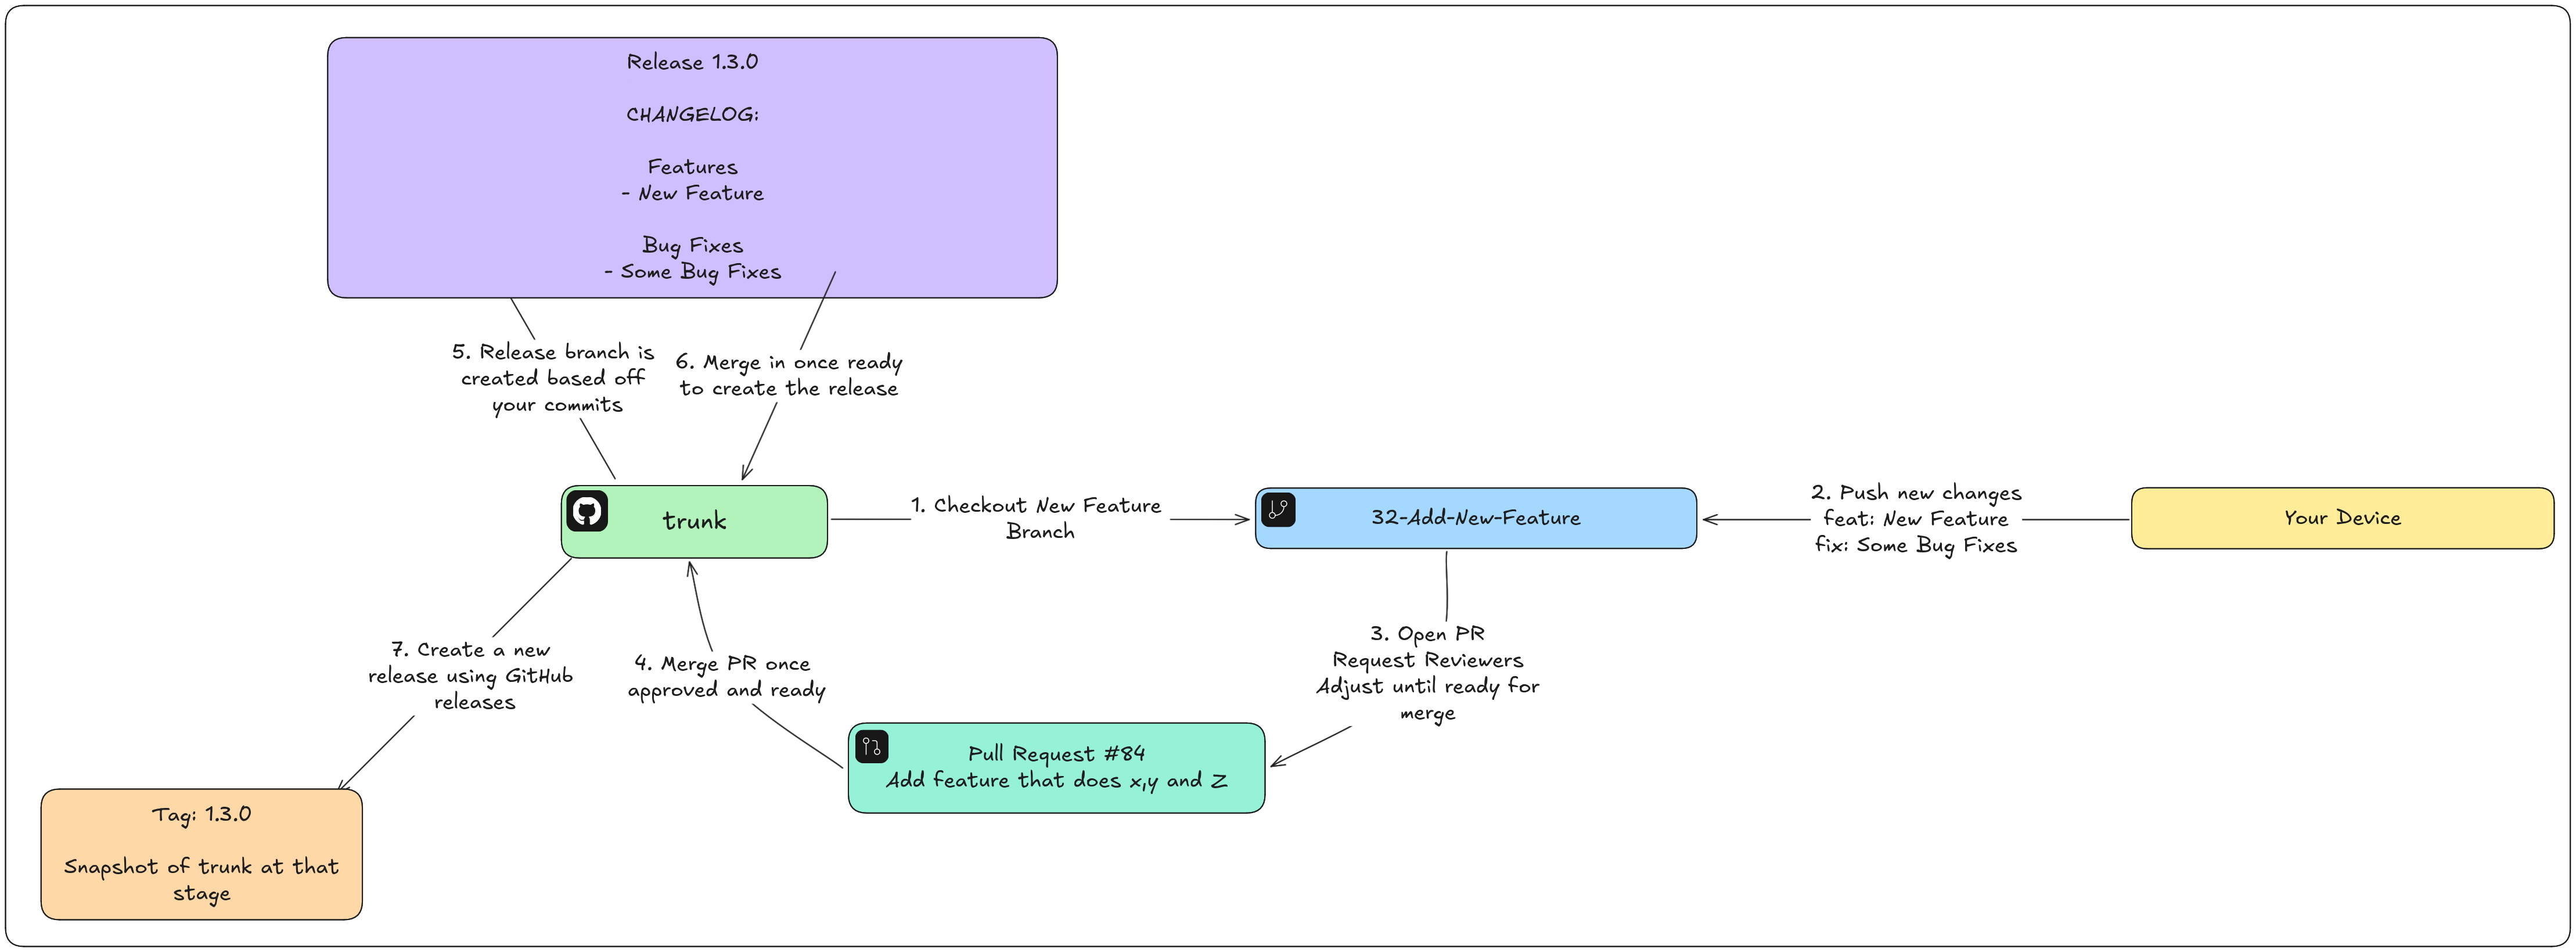 Release 1.3.0
CHANGELOG:
Features
- New Feature
Bug Fixes
- Some Bug Fixes
5. Release branch is
created based off
your commits
6. Merge in once ready
to create the release
trunk
1. Checkout New Feature
Branch
32-Add-New-Feature
2. Push new changes
feat: New Feature
fix: Some Bug Fixes
Your Device
3. Open PR
Request Reviewers
Adjust until ready for
merge
4. Merge PR once
approved and ready
7. Create a new
release using GitHub
releases
Pull Request #84
Add feature that does x,y and Z
Tag: 1.3.0
Snapshot of trunk at that
stage